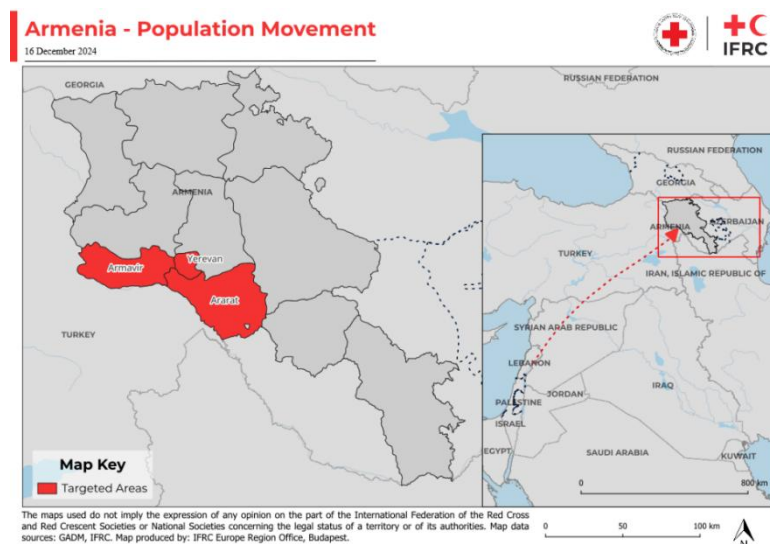 Armenia - Population Movement
16 December 2024
IFRC
GEORGIA
RUSSIAN FEDERATION
ARMENIA
Yerevan
Armavir
Ararat
TURKEY
RUSSIAN FEDERATION
GEORGIA
ARMENIA
TURKEY
IRAN, ISLAMIC REPUBLIC OF
SYRIAN ARAB REPUBLIC
LEBANON
IRAQ
PALESTINE
JORDAN
ISRAEL
EGYPT
SAUDI ARABIA
KUWAIT
0
800 km
Map Key
Targeted Areas
The maps used do not imply the expression of any opinion on the part of the International Federation of the Red Cross
and Red Crescent Societies or National Societies concerning the legal status of a territory or of its authorities. Map data
sources: GADM, IFRC. Map produced by: IFRC Europe Region Office, Budapest.
0 50 100 km
N